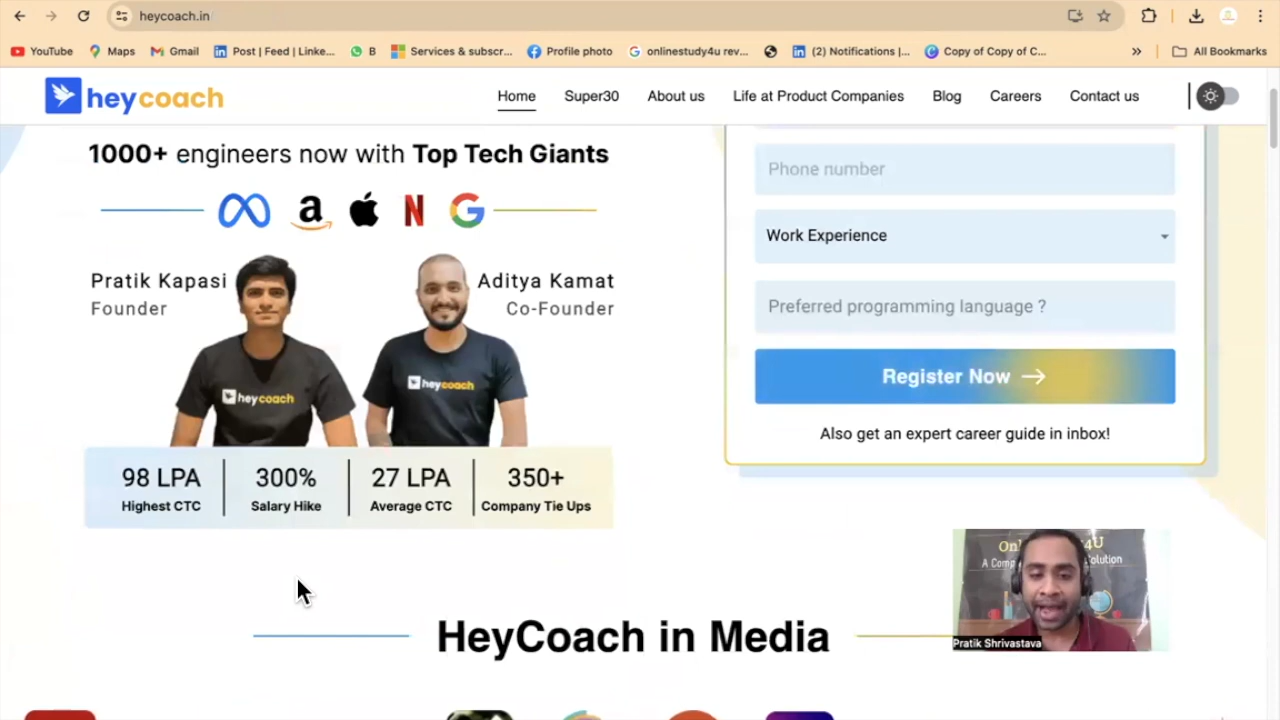 heycoach.in
YouTube
Maps
Gmail
Post | Feed | Linke...
B
Services & subscr...
Profile photo
onlinestudy4u rev...
(2) Notifications |...
Copy of Copy of C...
»
All Bookmarks
heycoach
Home
Super30
About us
Life at Product Companies
Blog
Careers
Contact us
1000+ engineers now with Top Tech Giants
Pratik Kapasi
Founder
Aditya Kamat
Co-Founder
heycoach
heycoach
98 LPA
Highest CTC
300%
Salary Hike
27 LPA
Average CTC
350+
Company Tie Ups
Phone number
Work Experience
Preferred programming language ?
Register Now →
Also get an expert career guide in inbox!
HeyCoach in Media
Pratik Shrivastava